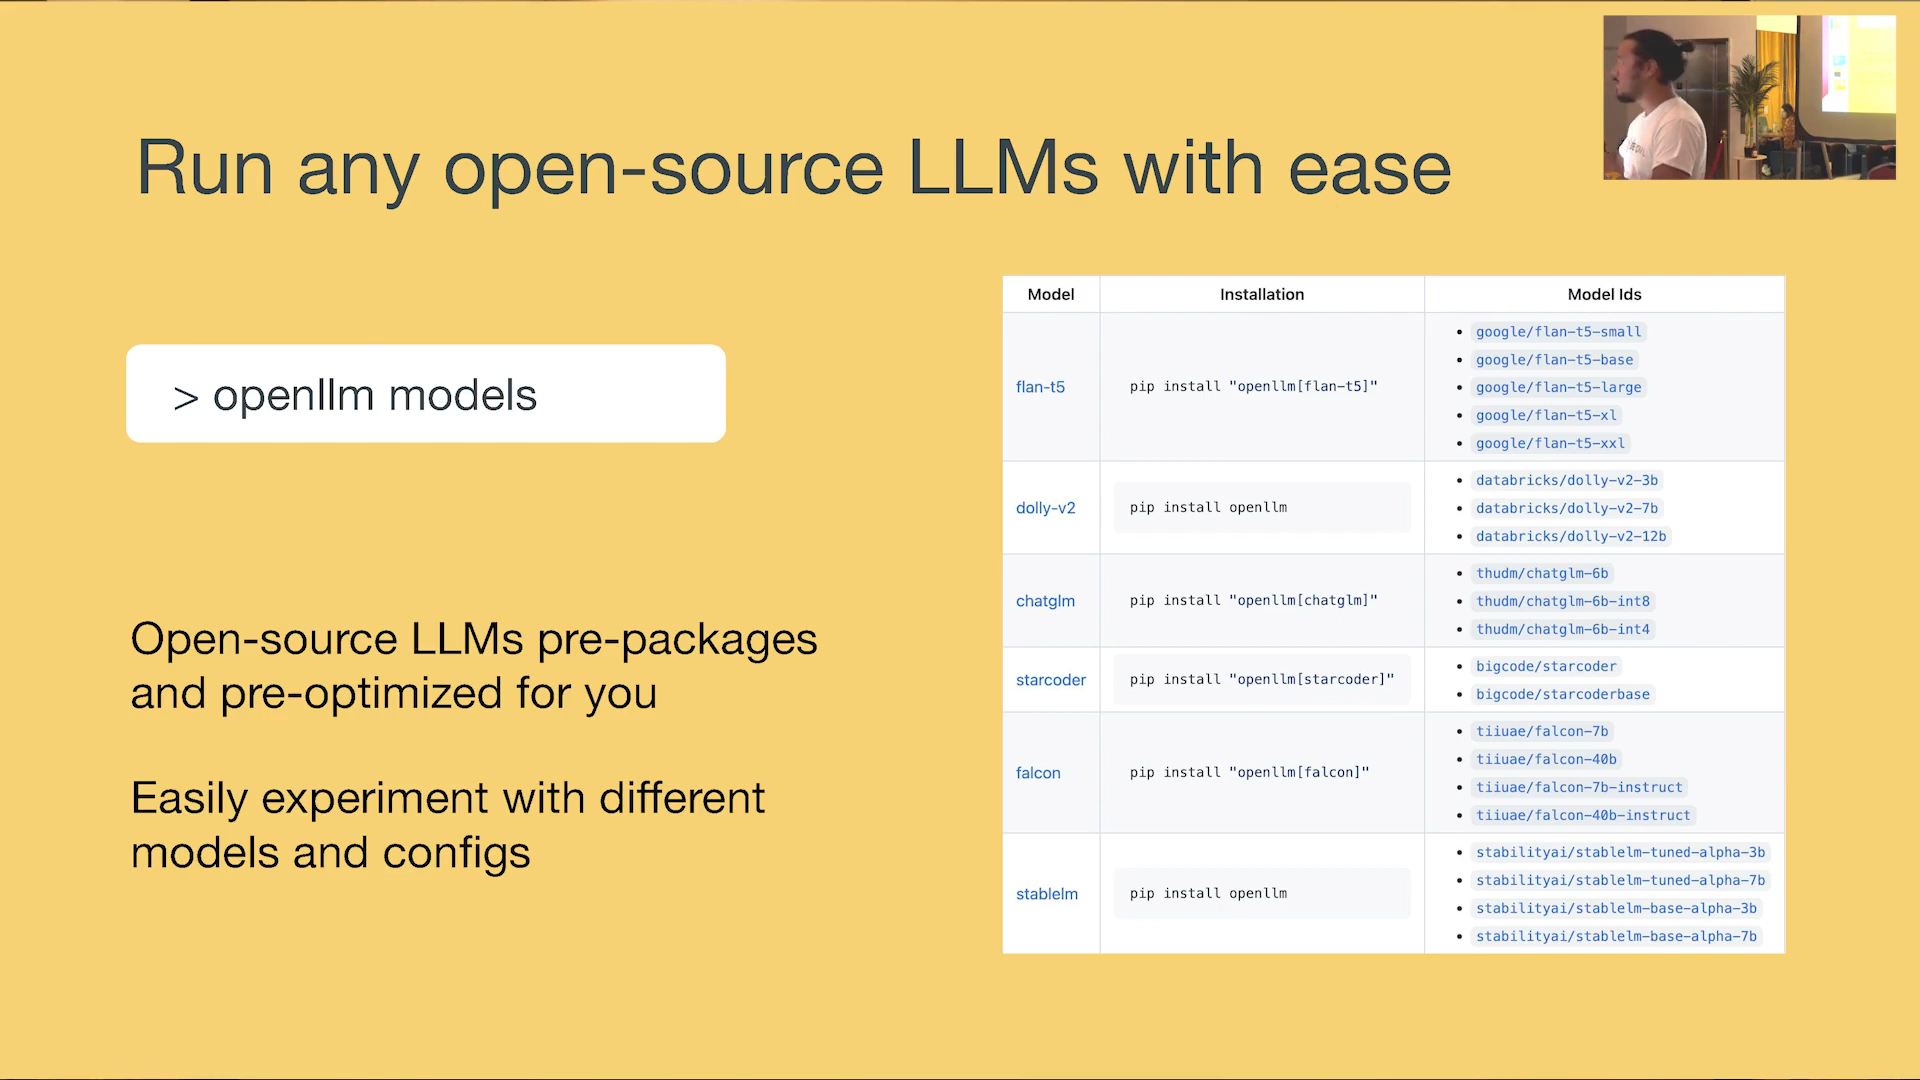 Run any open-source LLMs with ease
> openllm models
Open-source LLMs pre-packages
and pre-optimized for you
Easily experiment with different
models and configs
Model Installation Model Ids
flan-t5 pip install "openllm[flan-t5]"
google/flan-t5-small
google/flan-t5-base
google/flan-t5-large
google/flan-t5-xl
google/flan-t5-xxl
dolly-v2 pip install openllm
databricks/dolly-v2-3b
databricks/dolly-v2-7b
databricks/dolly-v2-12b
chatglm pip install "openllm[chatglm]"
thudm/chatglm-6b
thudm/chatglm-6b-int8
thudm/chatglm-6b-int4
starcoder pip install "openllm[starcoder]"
bigcode/starcoder
bigcode/starcoderbase
falcon pip install "openllm[falcon]"
tiiuae/falcon-7b
tiiuae/falcon-40b
tiiuae/falcon-7b-instruct
tiiuae/falcon-40b-instruct
stablelm pip install openllm
stabilityai/stablelm-tuned-alpha-3b
stabilityai/stablelm-tuned-alpha-7b
stabilityai/stablelm-base-alpha-3b
stabilityai/stablelm-base-alpha-7b